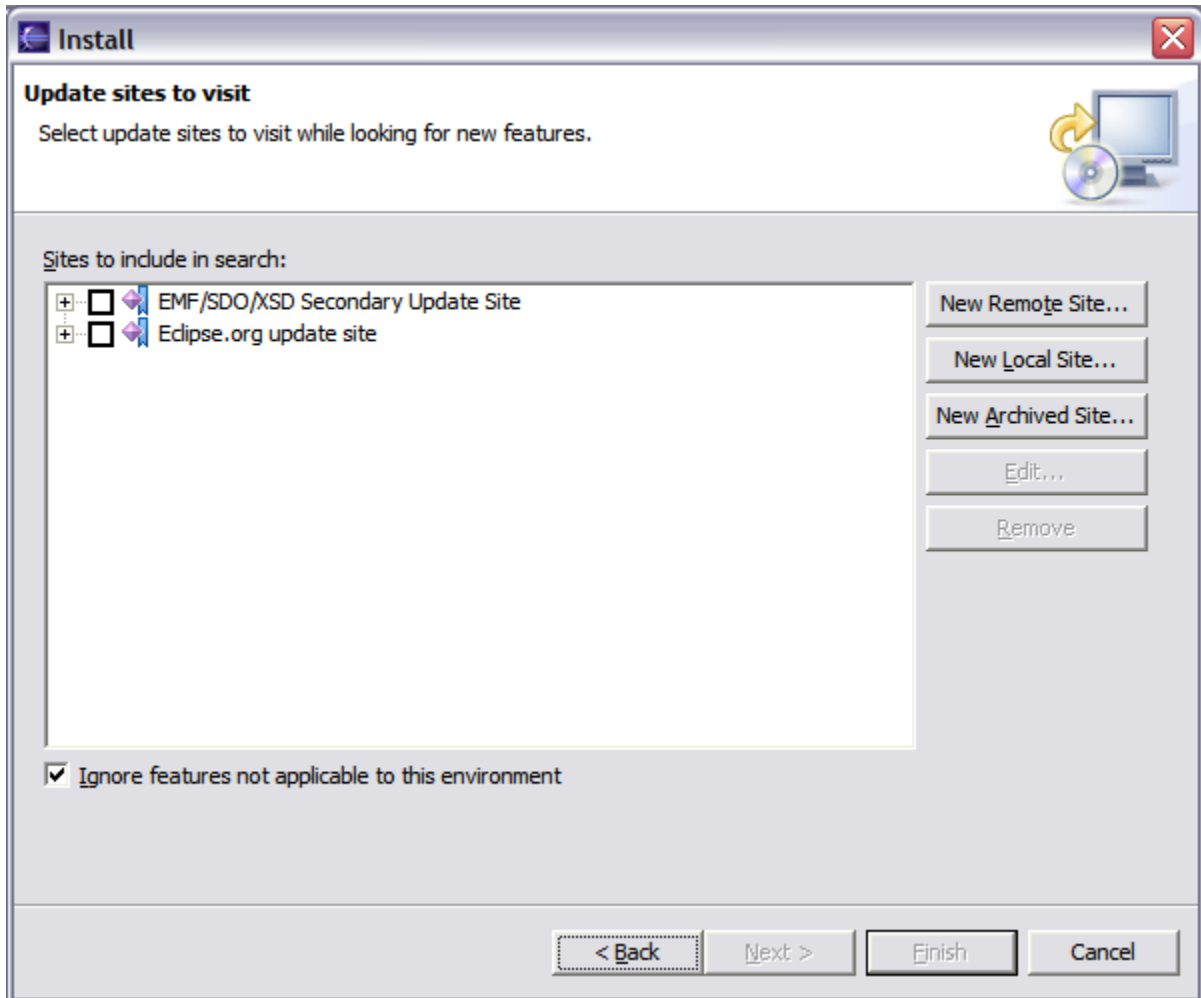 Install
Update sites to visit
Select update sites to visit while looking for new features.
Sites to include in search:
EMF/SDO/XSD Secondary Update Site
Eclipse.org update site
New Remote Site...
New Local Site...
New Archived Site...
Edit...
Remove
Ignore features not applicable to this environment
< Back
Next >
Finish
Cancel